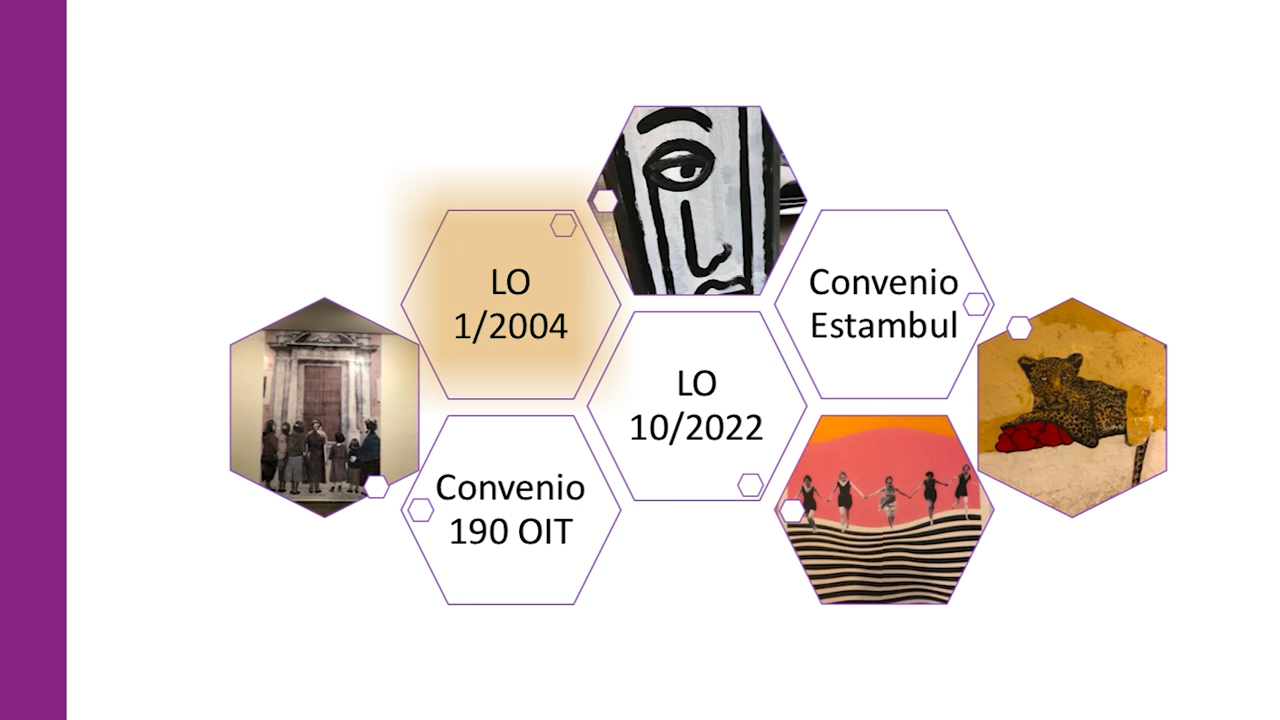 LO
1/2004
Convenio
Estambul
LO
10/2022
Convenio
190 OIT